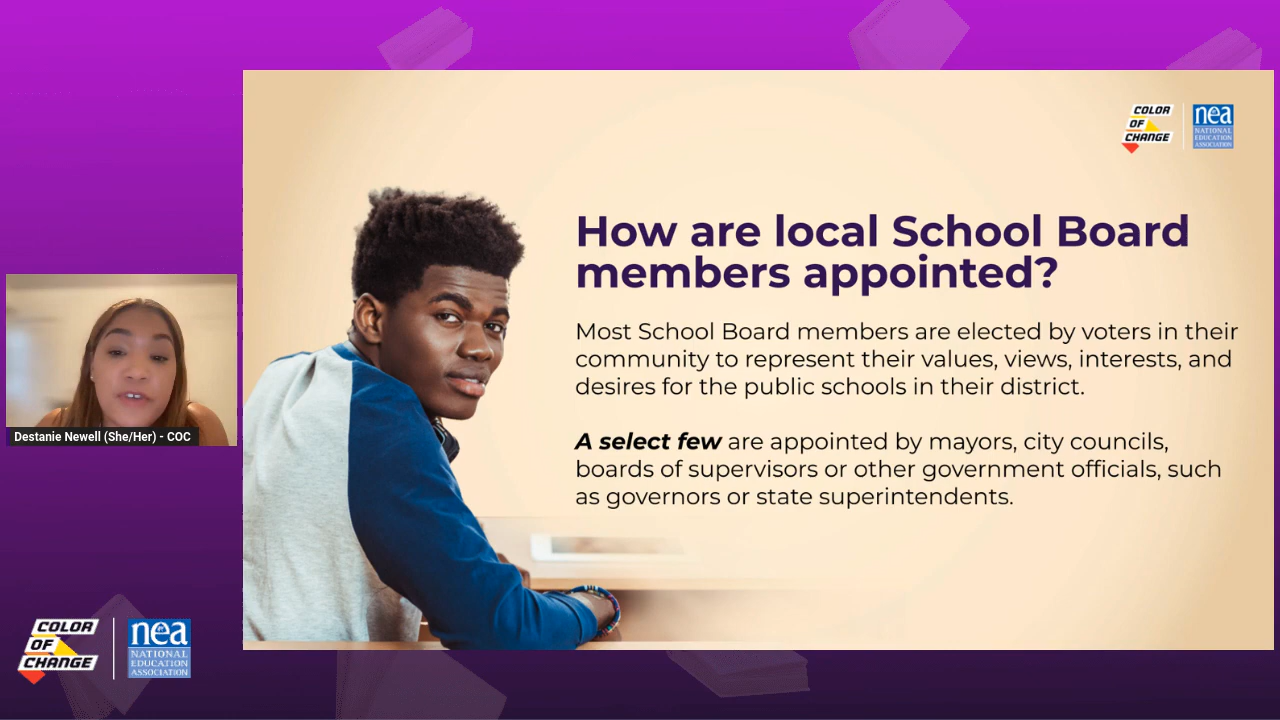 COLOR
OF
CHANGE
nea
NATIONAL
EDUCATION
ASSOCIATION
How are local School Board
members appointed?
Most School Board members are elected by voters in their
community to represent their values, views, interests, and
desires for the public schools in their district.
A select few are appointed by mayors, city councils,
boards of supervisors or other government officials, such
as governors or state superintendents.
Destanie Newell (She/Her) - COC
COLOR
OF
CHANGE
nea
NATIONAL
EDUCATION
ASSOCIATION